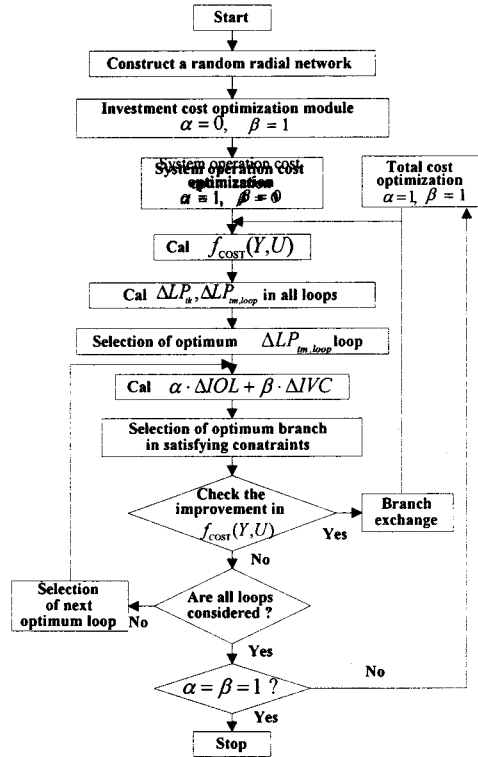 Start
Construct a random radial network
Investment cost optimization module
α = 0, β = 1
System operation cost
optimization
α = 1, β = 0
Total cost
optimization
α=1, β = 1
Cal f_COST(Y,U)
Cal ΔLP_tk, ΔLP_tm,loop in all loops
Selection of optimum ΔLP_tm,loop loop
Cal α · ΔIOL + β · ΔIVC
Selection of optimum branch
in satisfying conatraints
Check the
improvement in
f_COST(Y,U)
Yes
Branch
exchange
No
Selection
of next
optimum loop
No
Are all loops
considered ?
Yes
α = β = 1 ?
No
Yes
Stop